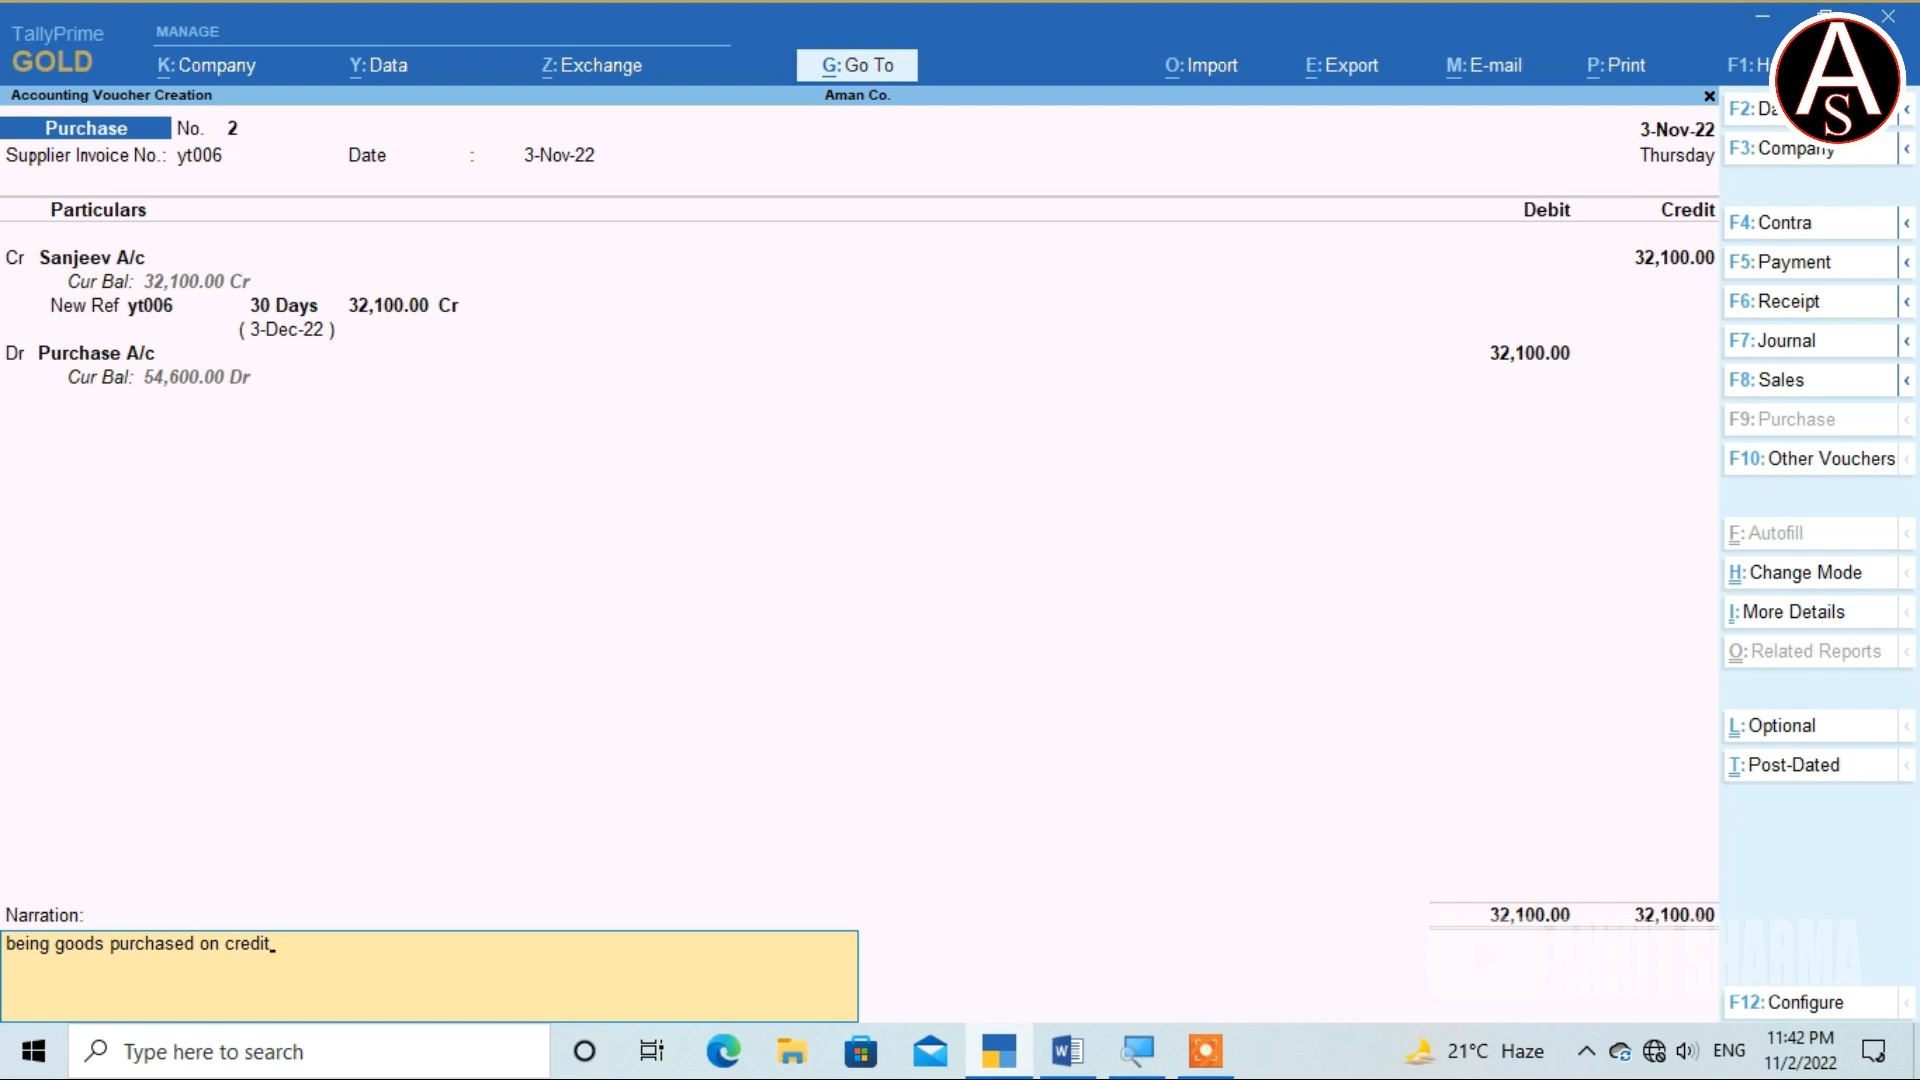 TallyPrime
GOLD
MANAGE
K: Company Y: Data Z: Exchange G: Go To O: Import E: Export M: E-mail P: Print F1: H
Accounting Voucher Creation Aman Co.
Purchase No. 2 3-Nov-22
Supplier Invoice No.: yt006 Date : 3-Nov-22 Thursday
Particulars Debit Credit
Cr Sanjeev A/c 32,100.00
Cur Bal: 32,100.00 Cr
New Ref yt006 30 Days 32,100.00 Cr
( 3-Dec-22 )
Dr Purchase A/c 32,100.00
Cur Bal: 54,600.00 Dr
Narration: 32,100.00 32,100.00
being goods purchased on credit
AS
F2: Da
F3: Company
F4: Contra
F5: Payment
F6: Receipt
F7: Journal
F8: Sales
F9: Purchase
F10: Other Vouchers
F: Autofill
H: Change Mode
I: More Details
O: Related Reports
L: Optional
T: Post-Dated
ANKIT SHARMA
F12: Configure
Type here to search
21°C Haze ENG 11:42 PM
11/2/2022